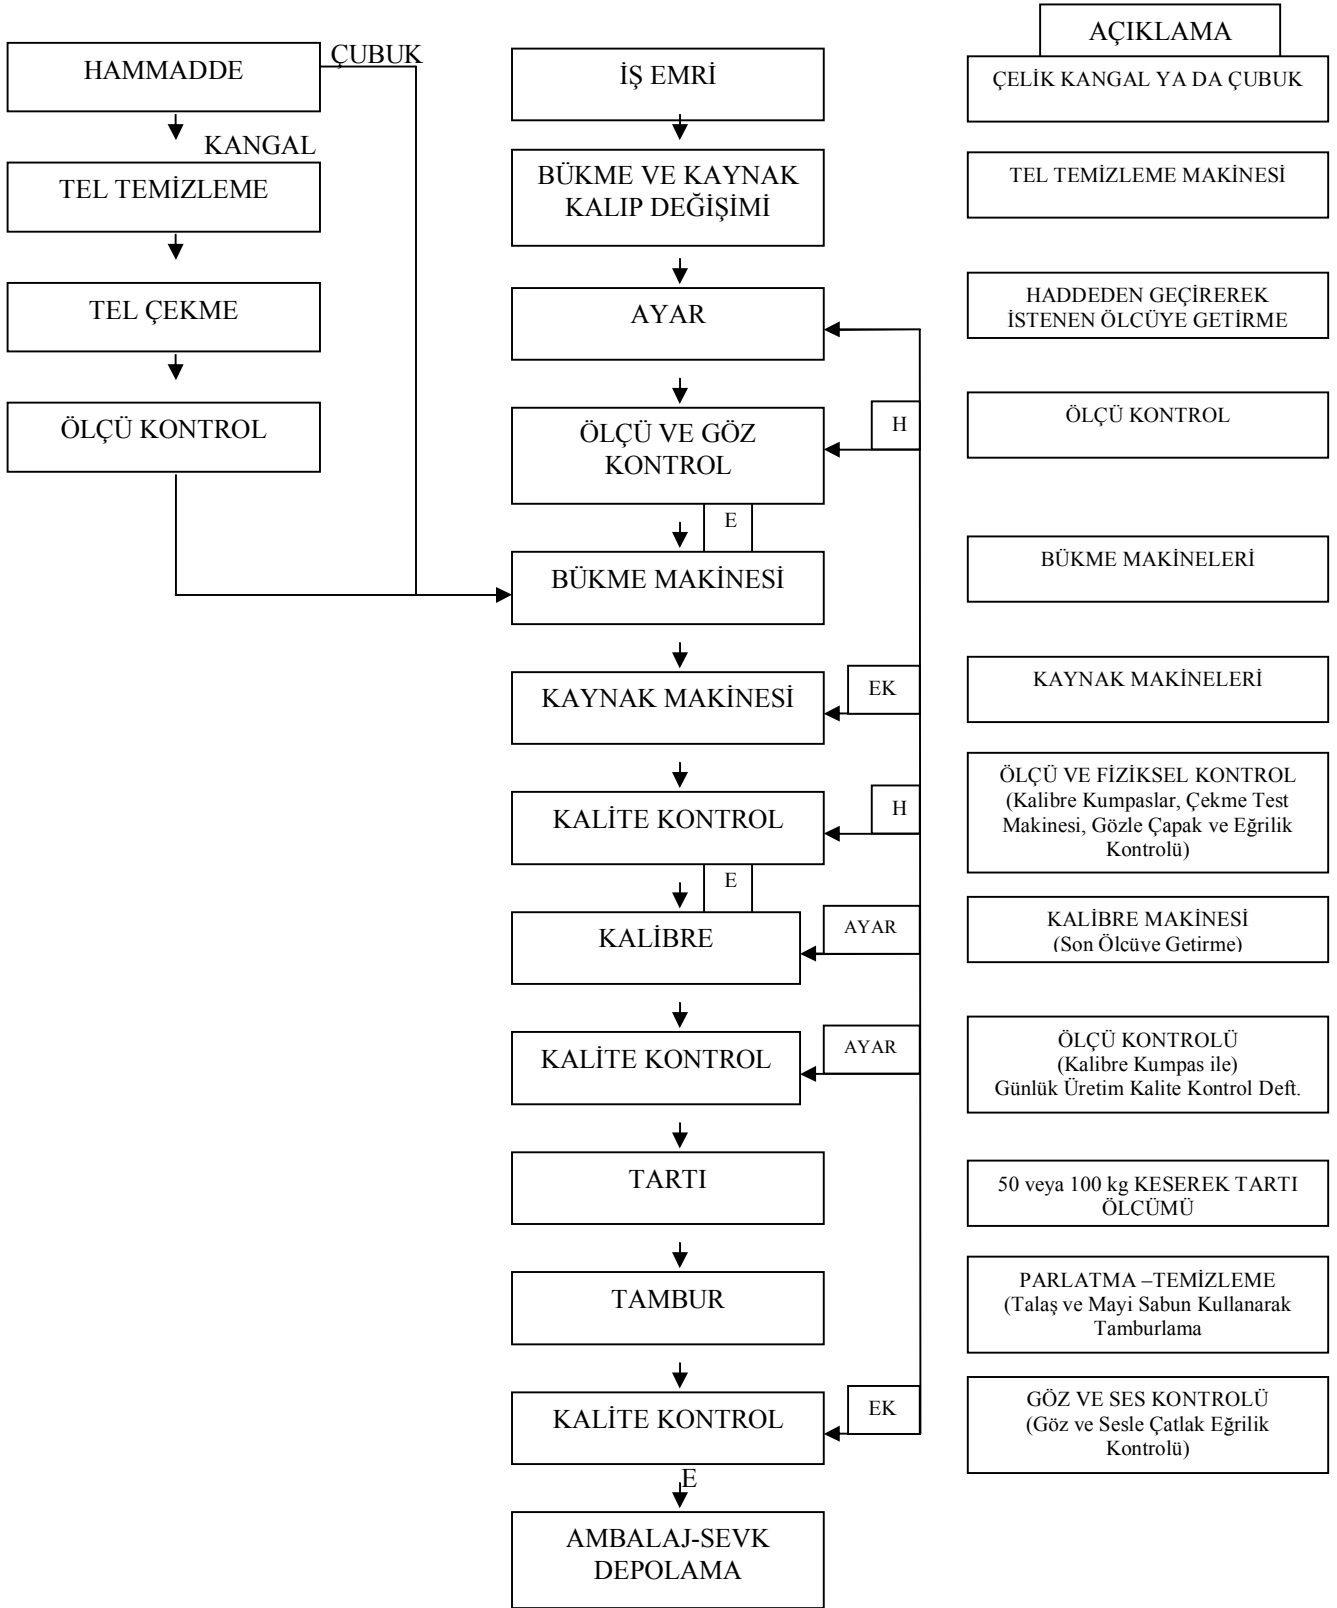 HAMMADDE
ÇUBUK
KANGAL
TEL TEMİZLEME
TEL ÇEKME
ÖLÇÜ KONTROL
İŞ EMRİ
BÜKME VE KAYNAK
KALIP DEĞİŞİMİ
AYAR
ÖLÇÜ VE GÖZ
KONTROL
H
E
BÜKME MAKİNESİ
KAYNAK MAKİNESİ
EK
KALİTE KONTROL
H
E
KALİBRE
AYAR
KALİTE KONTROL
AYAR
TARTI
TAMBUR
KALİTE KONTROL
EK
E
AMBALAJ-SEVK
DEPOLAMA
AÇIKLAMA
ÇELİK KANGAL YA DA ÇUBUK
TEL TEMİZLEME MAKİNESİ
HADDEDEN GEÇİREREK
İSTENEN ÖLÇÜYE GETİRME
ÖLÇÜ KONTROL
BÜKME MAKİNELERİ
KAYNAK MAKİNELERİ
ÖLÇÜ VE FİZİKSEL KONTROL
(Kalibre Kumpaslar, Çekme Test
Makinesi, Gözle Çapak ve Eğrilik
Kontrolü)
KALİBRE MAKİNESİ
(Son Ölçüye Getirme)
ÖLÇÜ KONTROLÜ
(Kalibre Kumpas ile)
Günlük Üretim Kalite Kontrol Deft.
50 veya 100 kg KESEREK TARTI
ÖLÇÜMÜ
PARLATMA –TEMİZLEME
(Talaş ve Mayi Sabun Kullanarak
Tamburlama
GÖZ VE SES KONTROLÜ
(Göz ve Sesle Çatlak Eğrilik
Kontrolü)